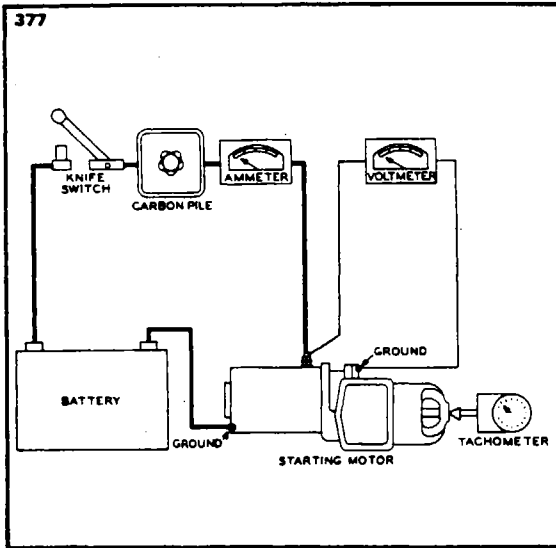 377
KNIFE
SWITCH
CARBON PILE
AMMETER
VOLTMETER
GROUND
BATTERY
GROUND
STARTING MOTOR
TACHOMETER